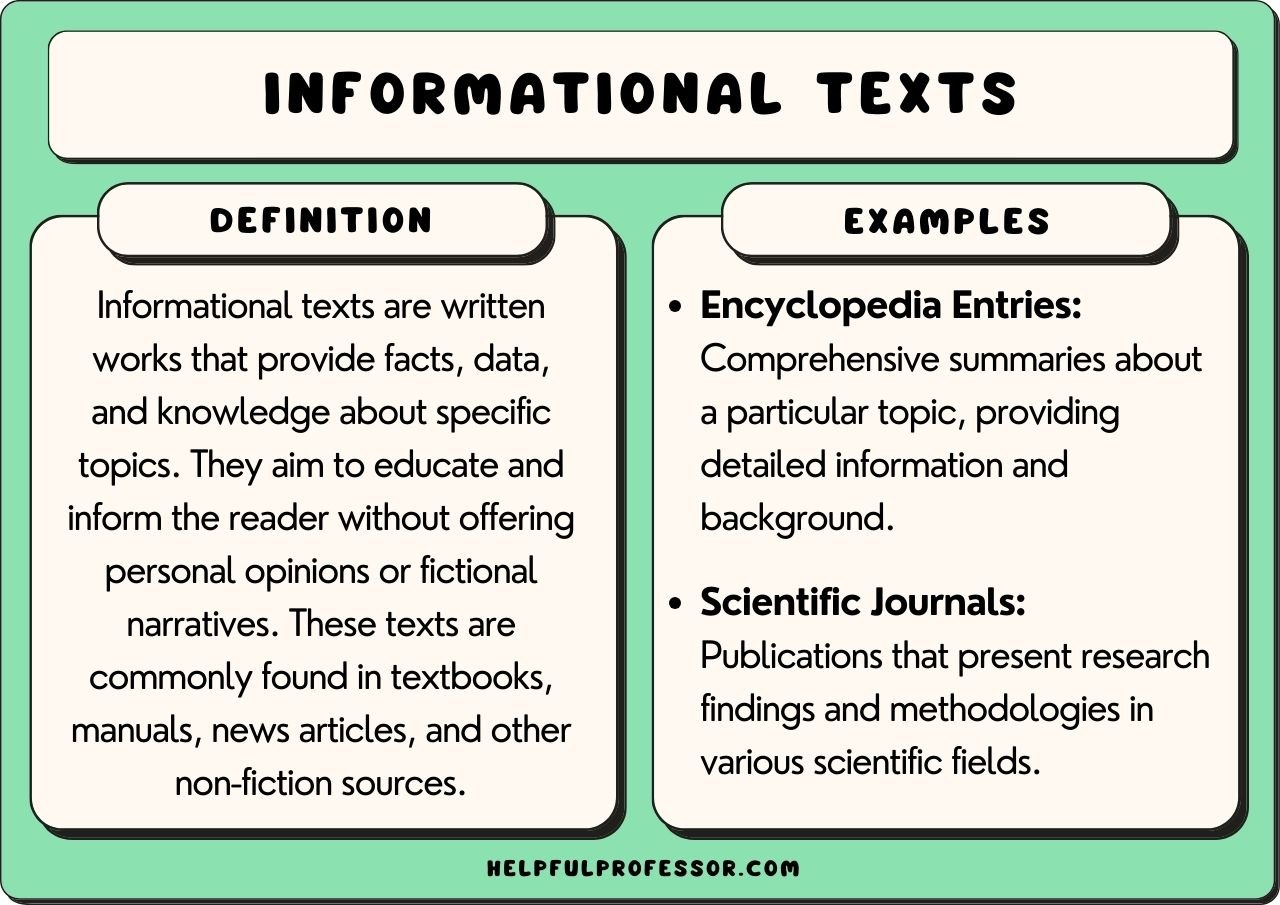 INFORMATIONAL TEXTS
DEFINITION
Informational texts are written
works that provide facts, data,
and knowledge about specific
topics. They aim to educate and
inform the reader without offering
personal opinions or fictional
narratives. These texts are
commonly found in textbooks,
manuals, news articles, and other
non-fiction sources.
EXAMPLES
• Encyclopedia Entries:
Comprehensive summaries about
a particular topic, providing
detailed information and
background.
• Scientific Journals:
Publications that present research
findings and methodologies in
various scientific fields.
HELPFULPROFESSOR.COM